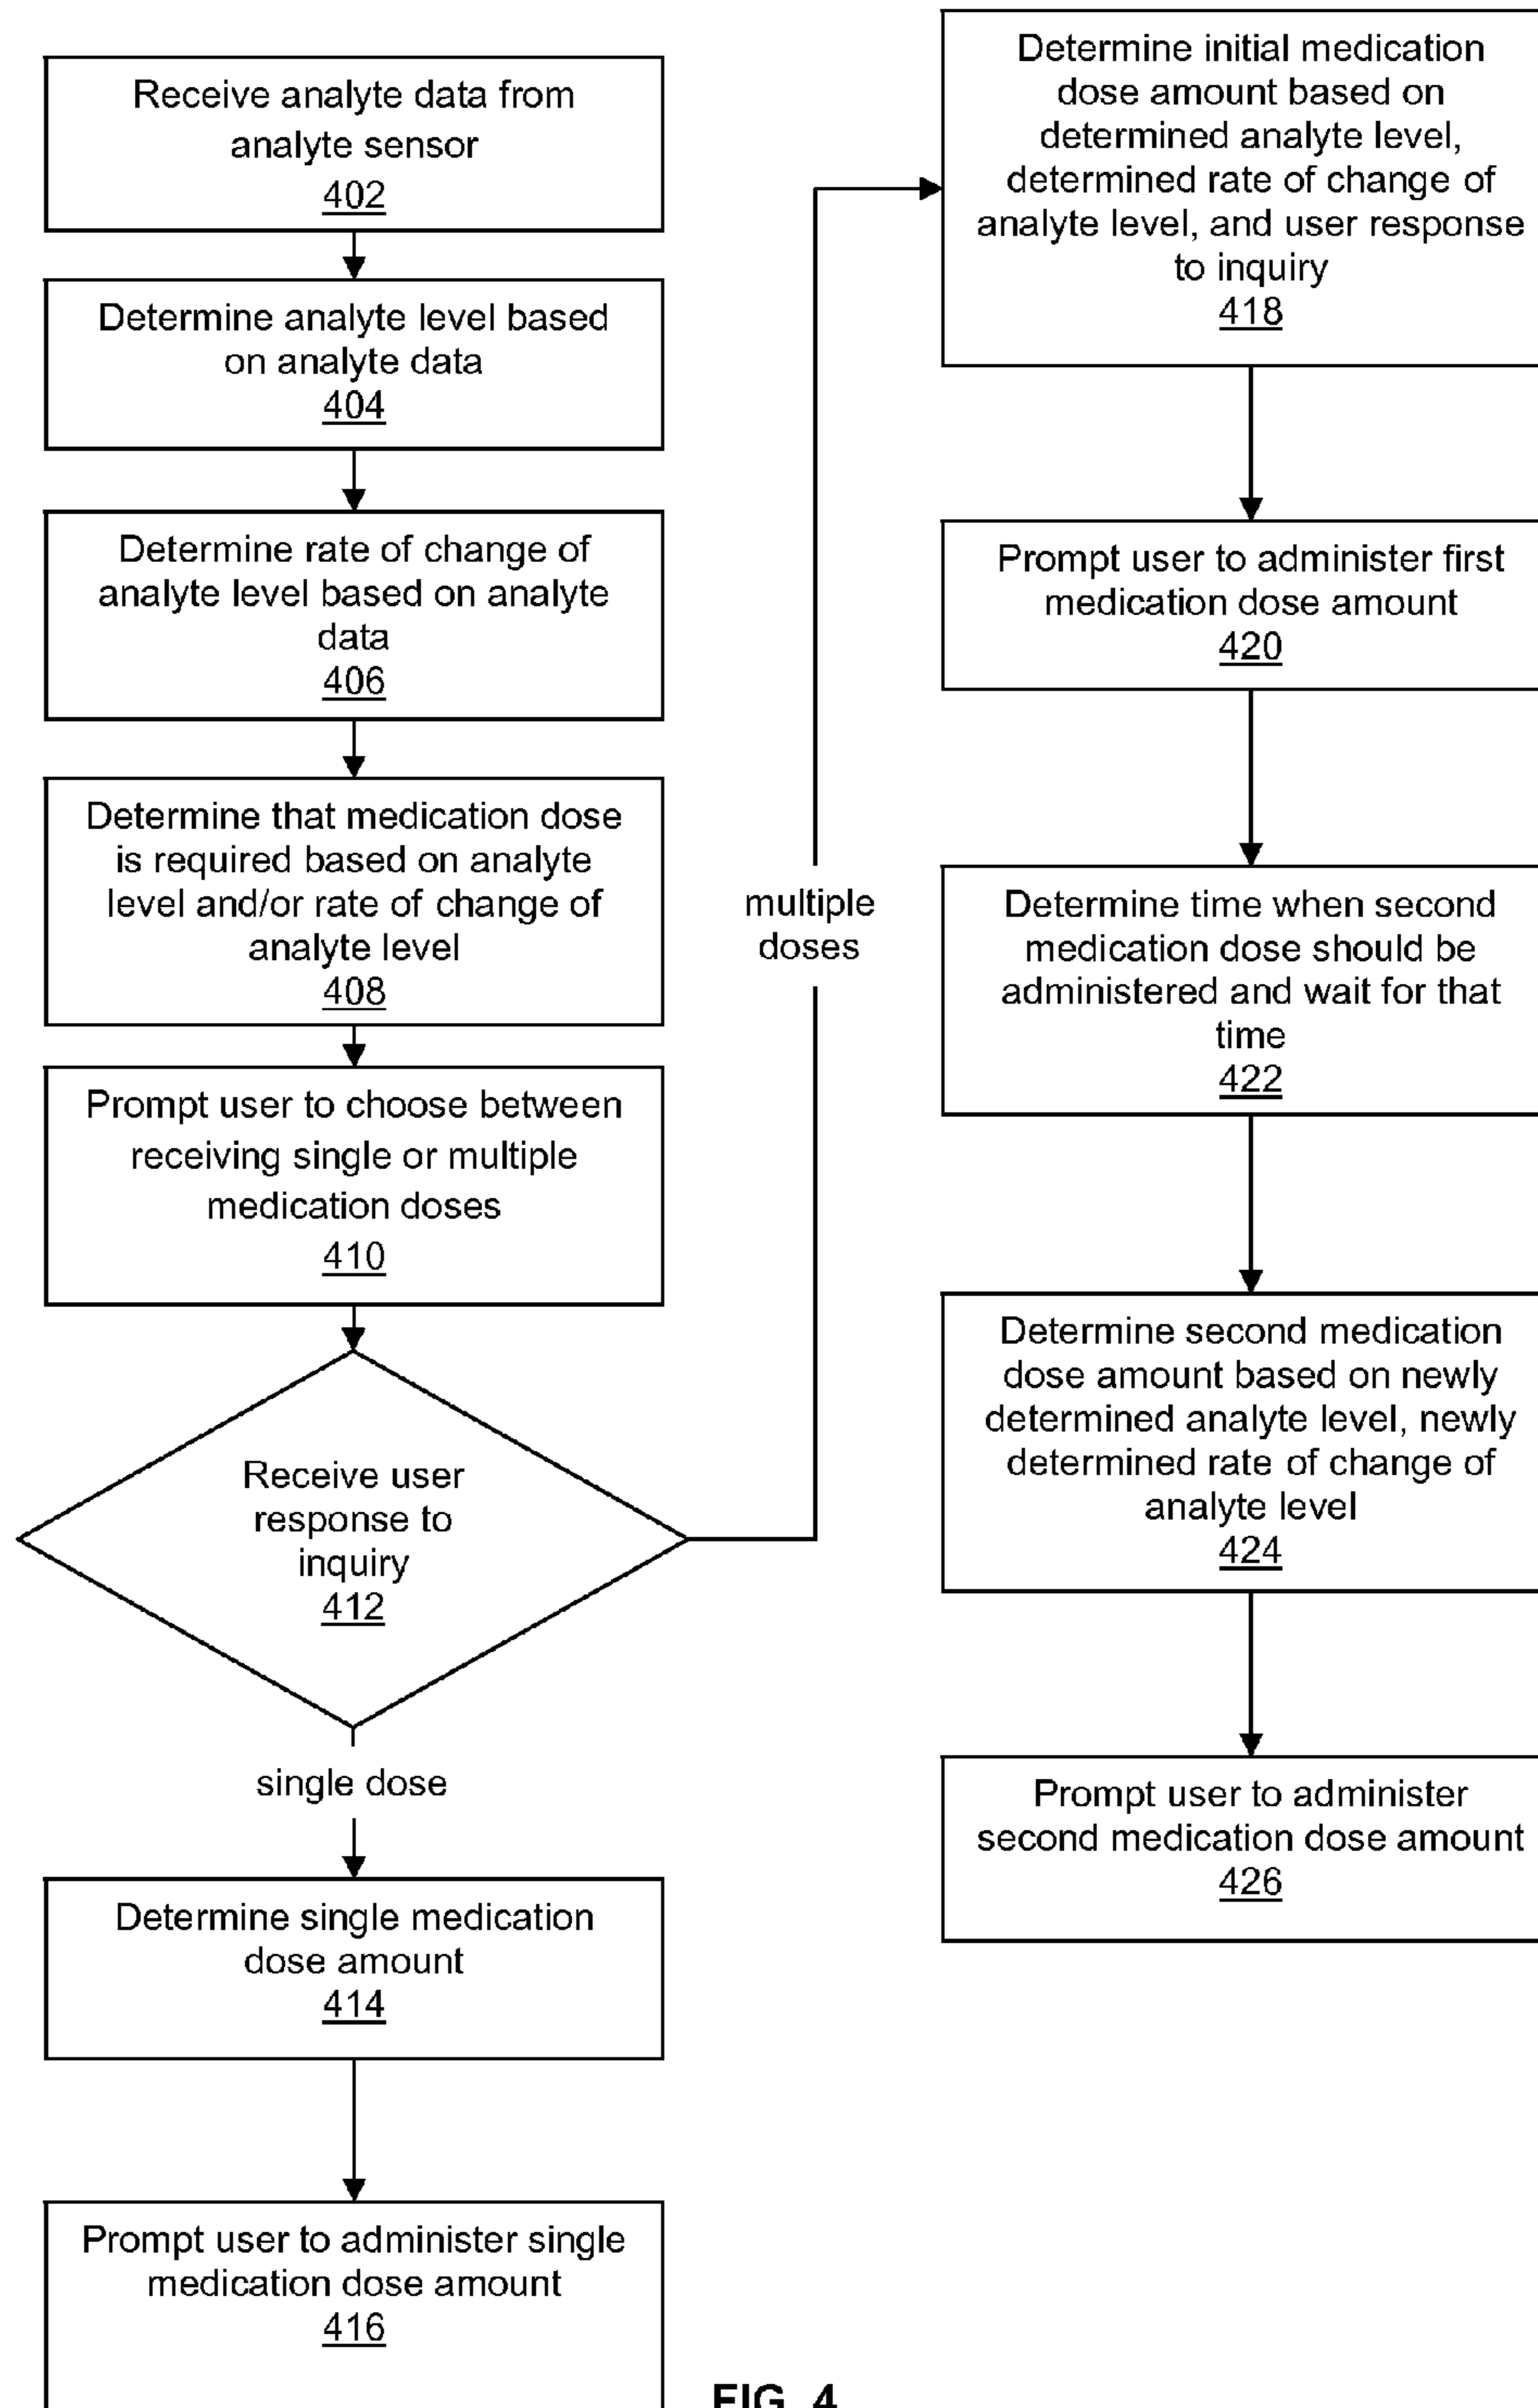 Receive analyte data from
analyte sensor
402
Determine analyte level based
on analyte data
404
Determine rate of change of
analyte level based on analyte
data
406
Determine that medication dose
is required based on analyte
level and/or rate of change of
analyte level
408
Prompt user to choose between
receiving single or multiple
medication doses
410
Receive user
response to
inquiry
412
single dose
Determine single medication
dose amount
414
Prompt user to administer single
medication dose amount
416
multiple
doses
Determine initial medication
dose amount based on
determined analyte level,
determined rate of change of
analyte level, and user response
to inquiry
418
Prompt user to administer first
medication dose amount
420
Determine time when second
medication dose should be
administered and wait for that
time
422
Determine second medication
dose amount based on newly
determined analyte level, newly
determined rate of change of
analyte level
424
Prompt user to administer
second medication dose amount
426
FIG. 4